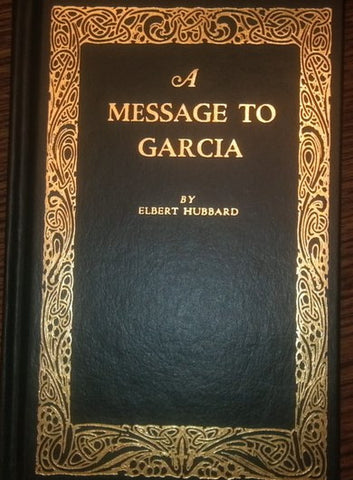 A
MESSAGE TO
GARCIA
BY
ELBERT HUBBARD